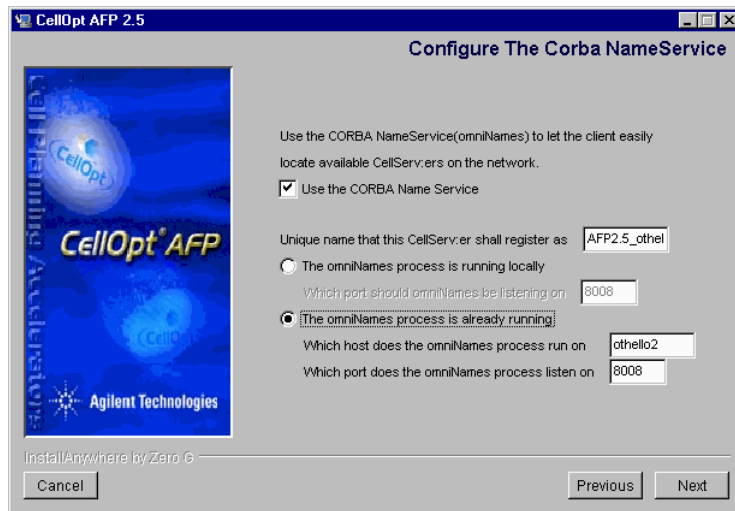 CellOpt AFP 2.5
Configure The Corba NameService
Cell Planning Accelerators
CellOpt
Use the CORBA NameService(omniNames) to let the client easily
locate available CellServ:ers on the network.
Use the CORBA Name Service
CellOpt® AFP
Unique name that this CellServ:er shall register as AFP2.5_othel
The omniNames process is running locally
Which port should omniNames be listening on 8008
The omniNames process is already running
Which host does the omniNames process run on othello2
CellOpt
Which port does the omniNames process listen on 8008
Agilent Technologies
InstallAnywhere by Zero G
Cancel
Previous
Next